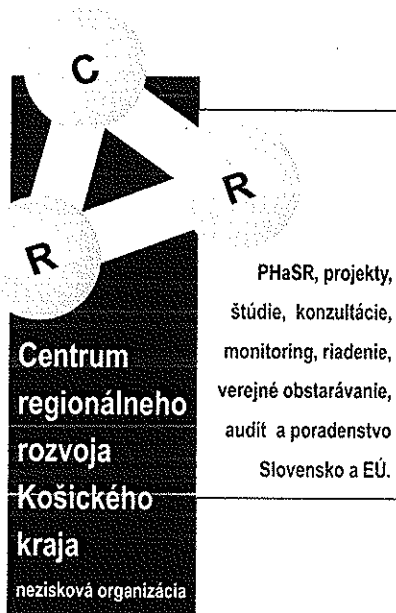 C
R
R
PHaSR, projekty,
štúdie, konzultácie,
monitoring, riadenie,
verejné obstarávanie,
audit a poradenstvo
Slovensko a EÚ.
Centrum
regionálneho
rozvoja
Košického
kraja
nezisková organizácia